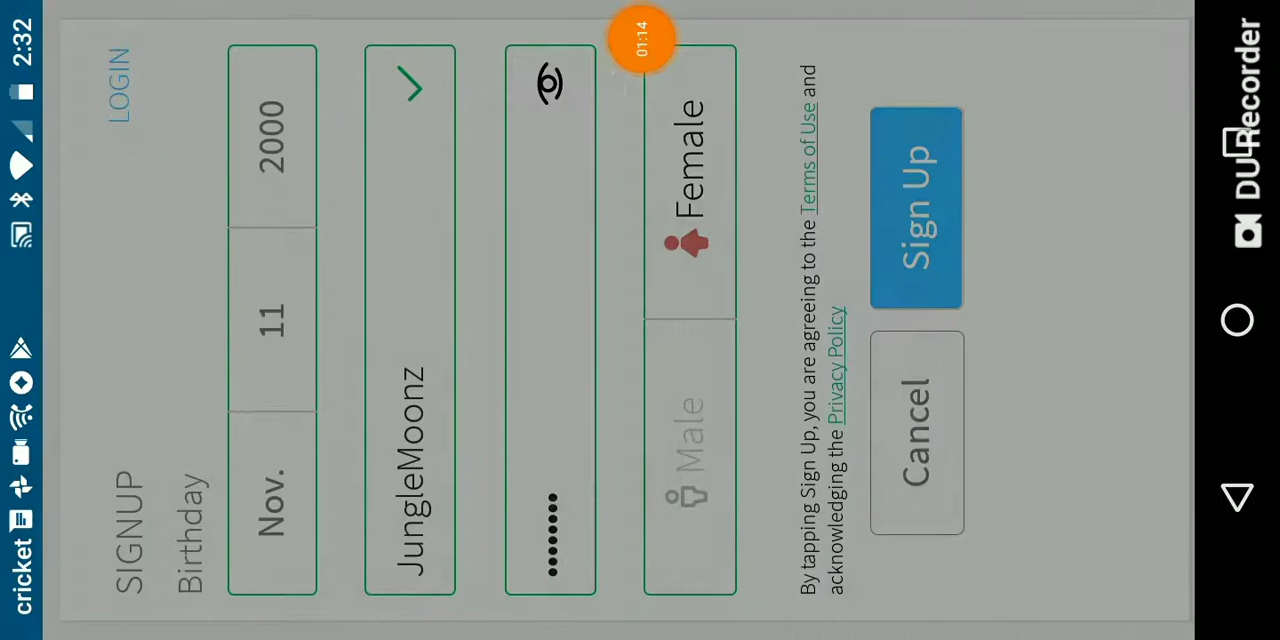 cricket 2:32
SIGNUP LOGIN
Birthday
Nov. 11 2000
JungleMoonz
•••••••••
01:14
Male Female
By tapping Sign Up, you are agreeing to the Terms of Use and
acknowledging the Privacy Policy
Cancel Sign Up
DU Recorder